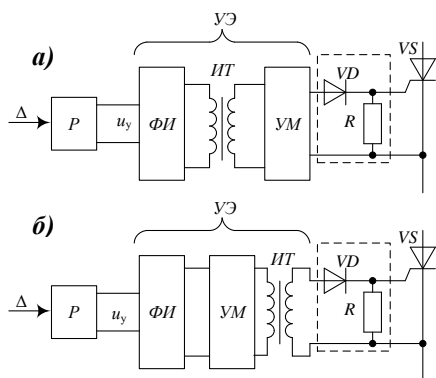 УЭ
а)
ИТ
VD
VS
Δ
Р
uу
ФИ
УМ
R
УЭ
б)
ИТ
VD
VS
Δ
Р
uу
ФИ
УМ
R